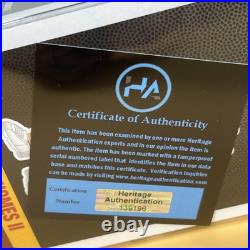 HA
Certificate of Authenticity
This item has been examined by one or more Heritage
Authentication experts and in our opinion the item is
authentic. The item has been marked with a tamperproof
serial numbered label that identifies the item in our data
base and matches this certificate. Verification inquiries
can be made by visiting www.heritageauthentication.com
Certification
Number
Heritage
Authentication
HOMES II